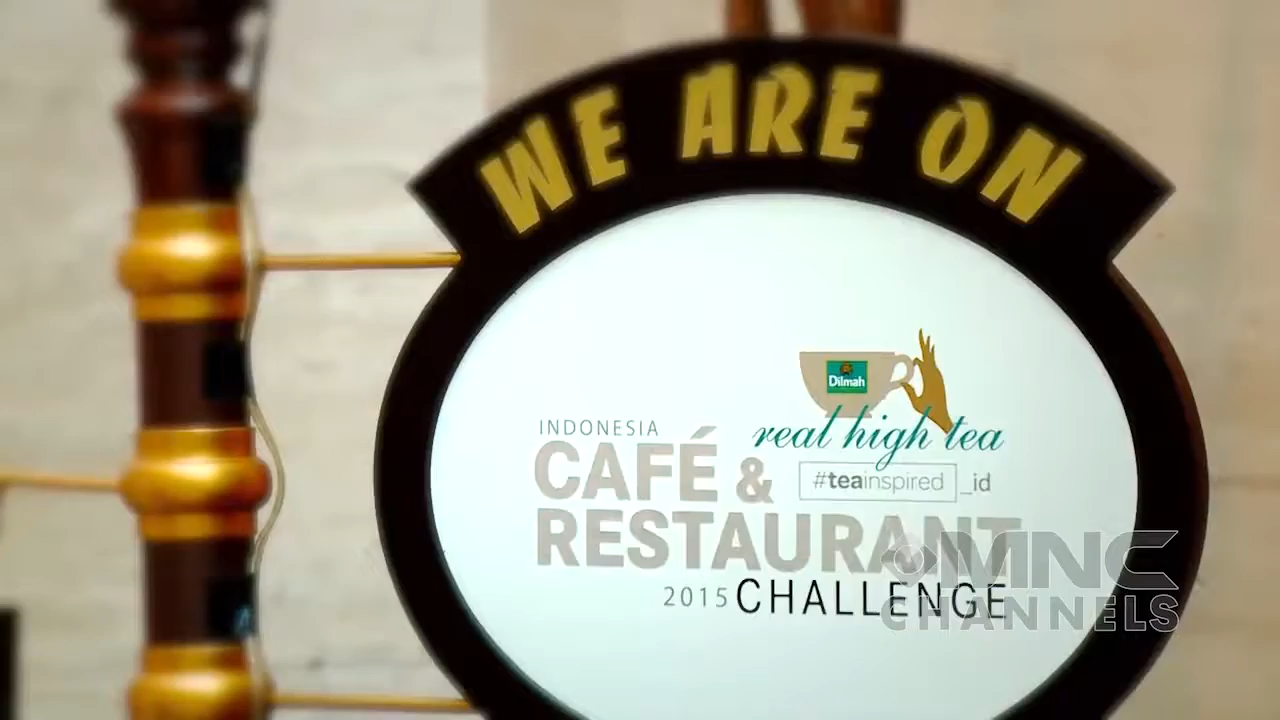 WE ARE ON
Dilmah
real high tea
INDONESIA
CAFÉ &
#teainspired_id
RESTAURANT
2015 CHALLENGE
MNC
CHANNELS